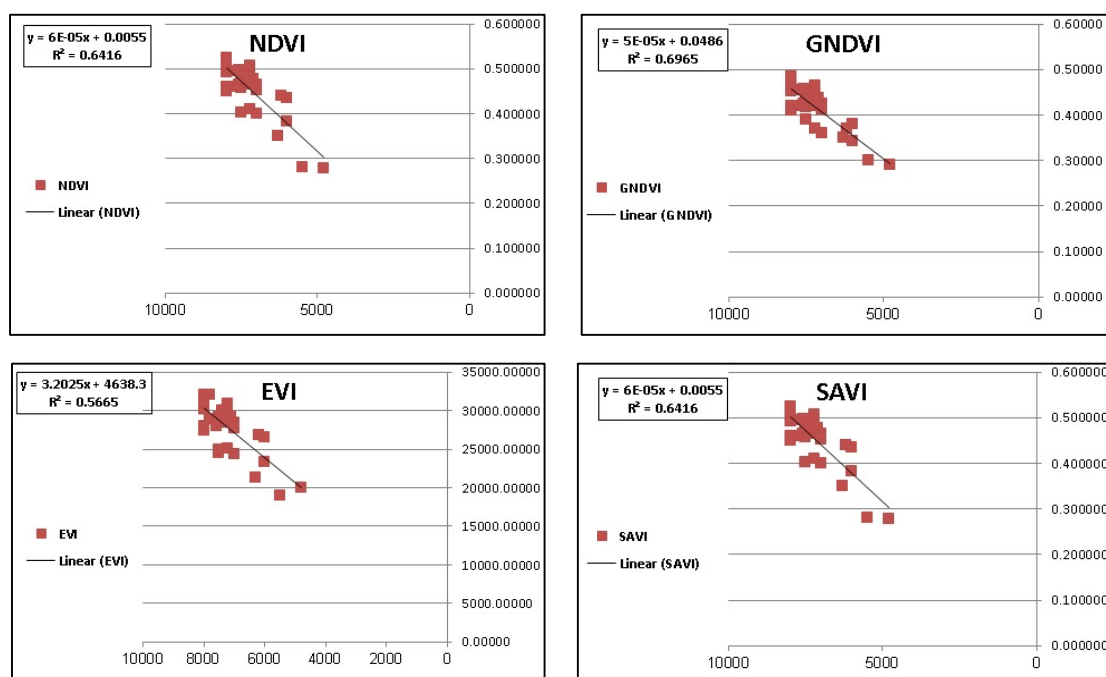 y = 6E-05x + 0.0055
R² = 0.6416
NDVI
0.600000
0.500000
0.400000
0.300000
0.200000
0.100000
0.000000
NDVI
Linear (NDVI)
10000
5000
0
y = 5E-05x + 0.0486
R² = 0.6965
GNDVI
0.60000
0.50000
0.40000
0.30000
0.20000
0.10000
0.00000
GNDVI
Linear (GNDVI)
10000
5000
0
y = 3.2025x + 4638.3
R² = 0.5665
EVI
35000.00000
30000.00000
25000.00000
20000.00000
15000.00000
10000.00000
5000.00000
0.00000
EVI
Linear (EVI)
10000
8000
6000
4000
2000
0
y = 6E-05x + 0.0055
R² = 0.6416
SAVI
0.600000
0.500000
0.400000
0.300000
0.200000
0.100000
0.000000
SAVI
Linear (SAVI)
10000
5000
0